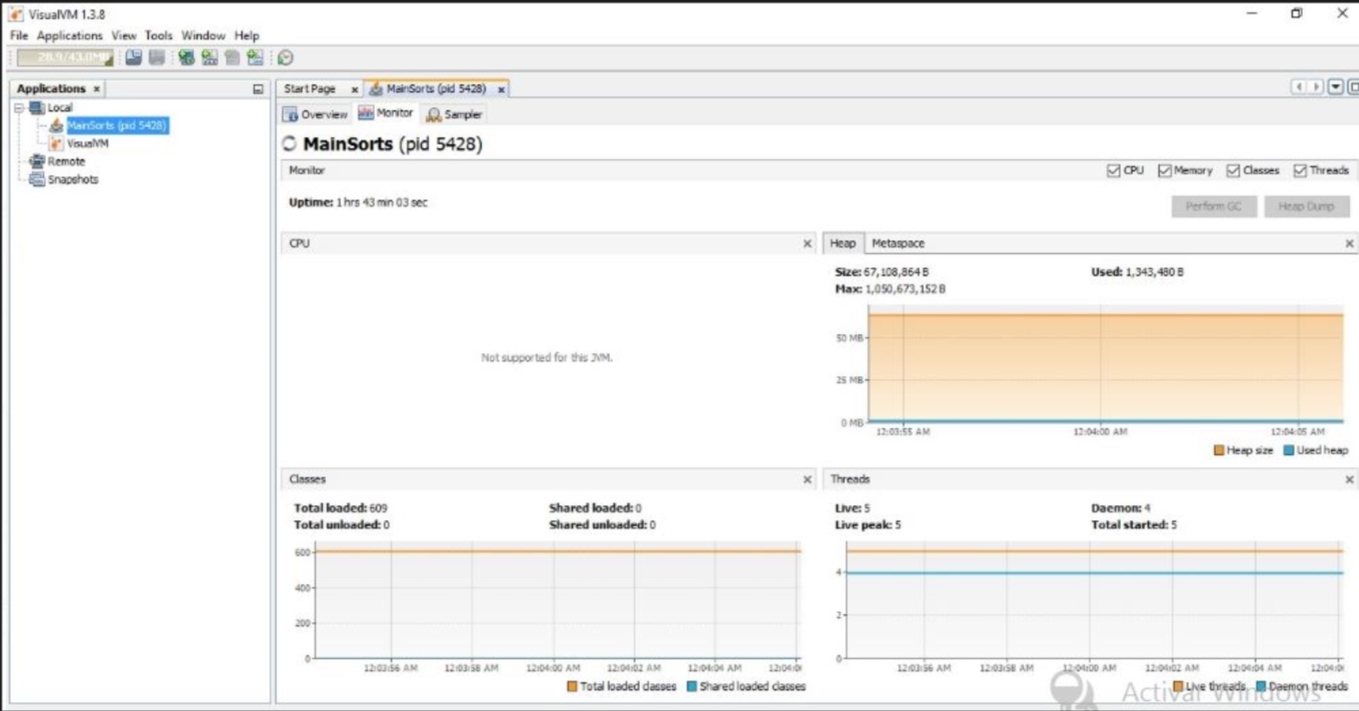 VisualVM 1.3.8
File Applications View Tools Window Help
28.9/43.0MB
Applications
Start Page
MainSorts (pid 5428)
Local
MainSorts (pid 5428)
VisualVM
Remote
Snapshots
Overview Monitor Sampler
MainSorts (pid 5428)
Monitor
CPU Memory Classes Threads
Uptime: 1 hrs 43 min 03 sec
Perform GC Heap Dump
CPU
Not supported for this JVM.
Heap Metaspace
Size: 67,108,864 B Used: 1,343,480 B
Max: 1,050,673,152 B
50 MB
25 MB
0 MB
12:03:55 AM 12:04:00 AM 12:04:05 AM
Heap size Used heap
Classes
Total loaded: 609 Shared loaded: 0
Total unloaded: 0 Shared unloaded: 0
600
400
200
0
12:03:56 AM 12:03:58 AM 12:04:00 AM 12:04:02 AM 12:04:04 AM 12:04:0
Total loaded classes Shared loaded classes
Threads
Live: 5 Daemon: 4
Live peak: 5 Total started: 5
4
2
0
12:03:56 AM 12:03:58 AM 12:04:00 AM 12:04:02 AM 12:04:04 AM 12:04:0
Live threads Daemon threads
Activar Windows